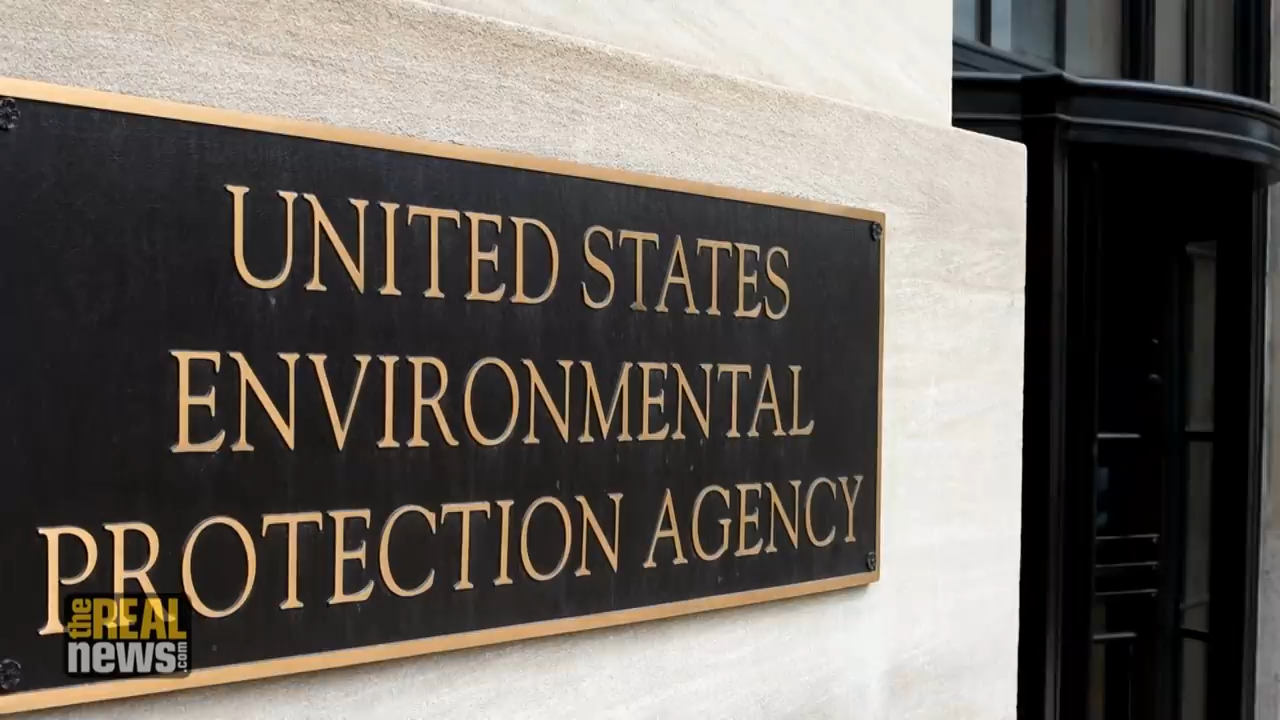 UNITED STATES
ENVIRONMENTAL
PROTECTION AGENCY
the REAL
news.com